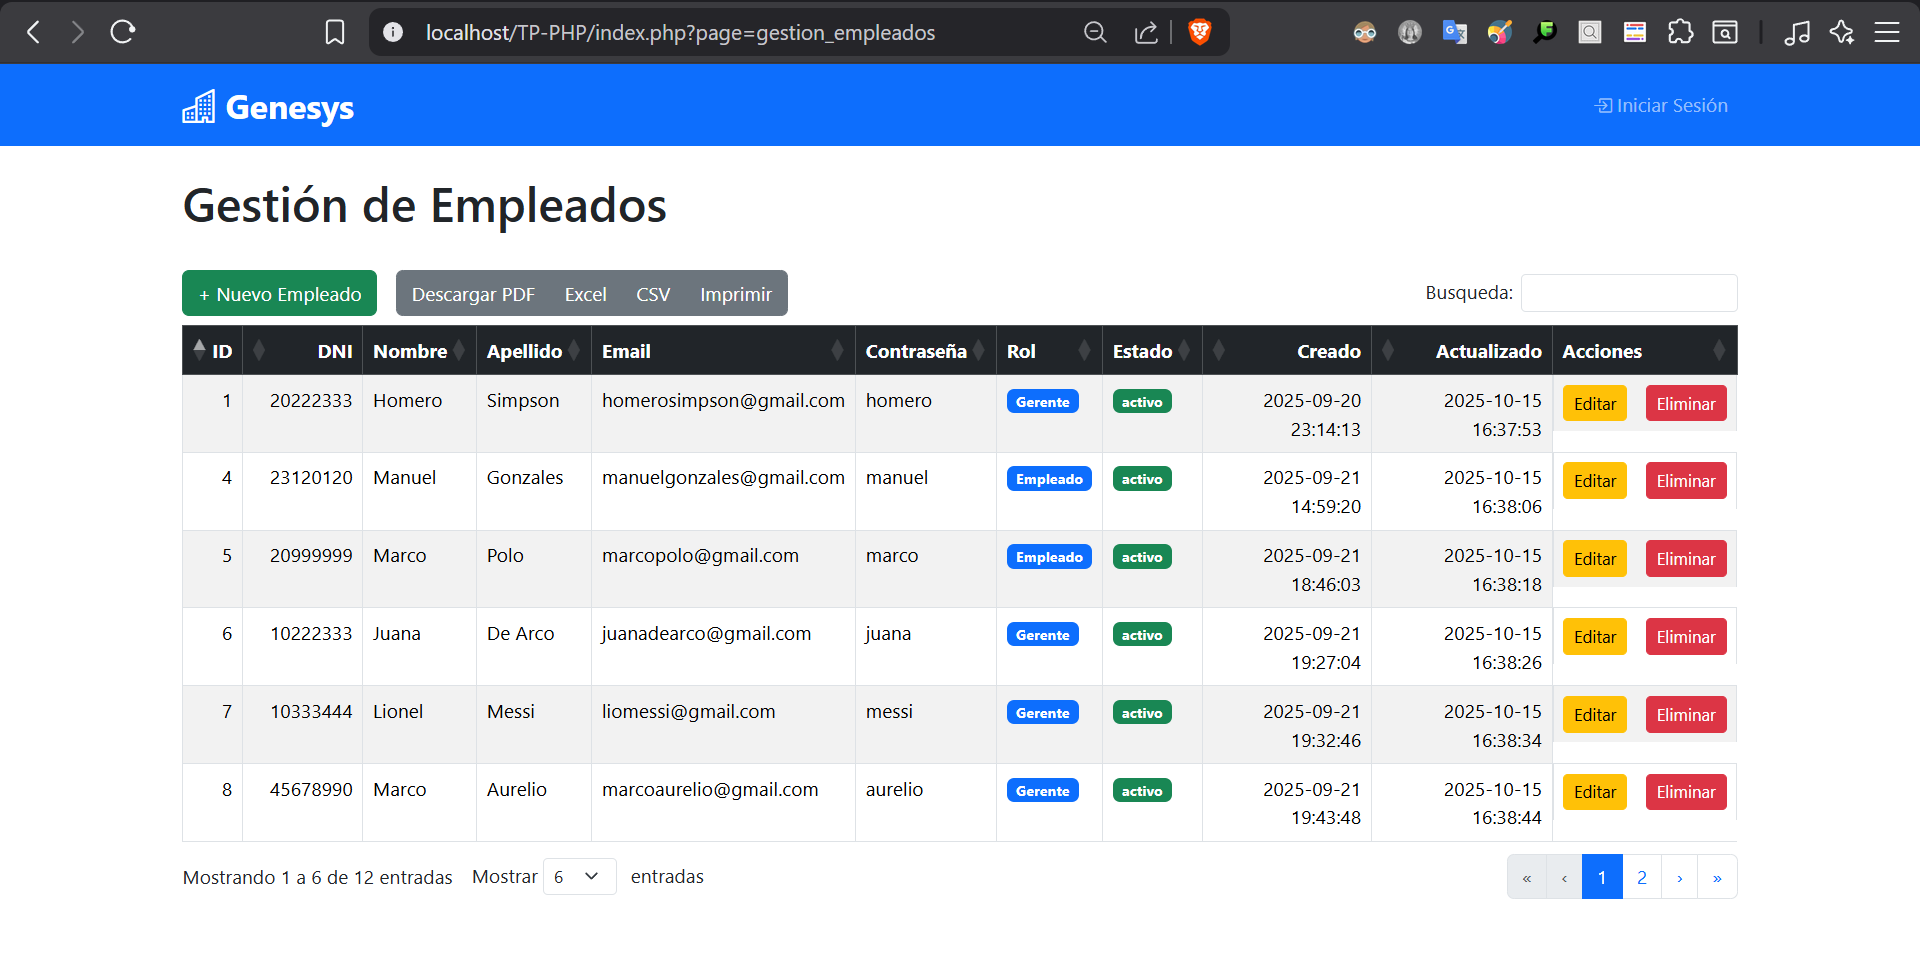 localhost/TP-PHP/index.php?page=gestion_empleados
Genesys
Iniciar Sesión
Gestión de Empleados
+ Nuevo Empleado Descargar PDF Excel CSV Imprimir Busqueda:
ID DNI Nombre Apellido Email Contraseña Rol Estado Creado Actualizado Acciones
1 20222333 Homero Simpson homerosimpson@gmail.com homero Gerente activo 2025-09-20 2025-10-15 Editar Eliminar
23:14:13 16:37:53
4 23120120 Manuel Gonzales manuelgonzales@gmail.com manuel Empleado activo 2025-09-21 2025-10-15 Editar Eliminar
14:59:20 16:38:06
5 20999999 Marco Polo marcopolo@gmail.com marco Empleado activo 2025-09-21 2025-10-15 Editar Eliminar
18:46:03 16:38:18
6 10222333 Juana De Arco juanadearco@gmail.com juana Gerente activo 2025-09-21 2025-10-15 Editar Eliminar
19:27:04 16:38:26
7 10333444 Lionel Messi liomessi@gmail.com messi Gerente activo 2025-09-21 2025-10-15 Editar Eliminar
19:32:46 16:38:34
8 45678990 Marco Aurelio marcoaurelio@gmail.com aurelio Gerente activo 2025-09-21 2025-10-15 Editar Eliminar
19:43:48 16:38:44
Mostrando 1 a 6 de 12 entradas Mostrar 6 entradas « ‹ 1 2 › »